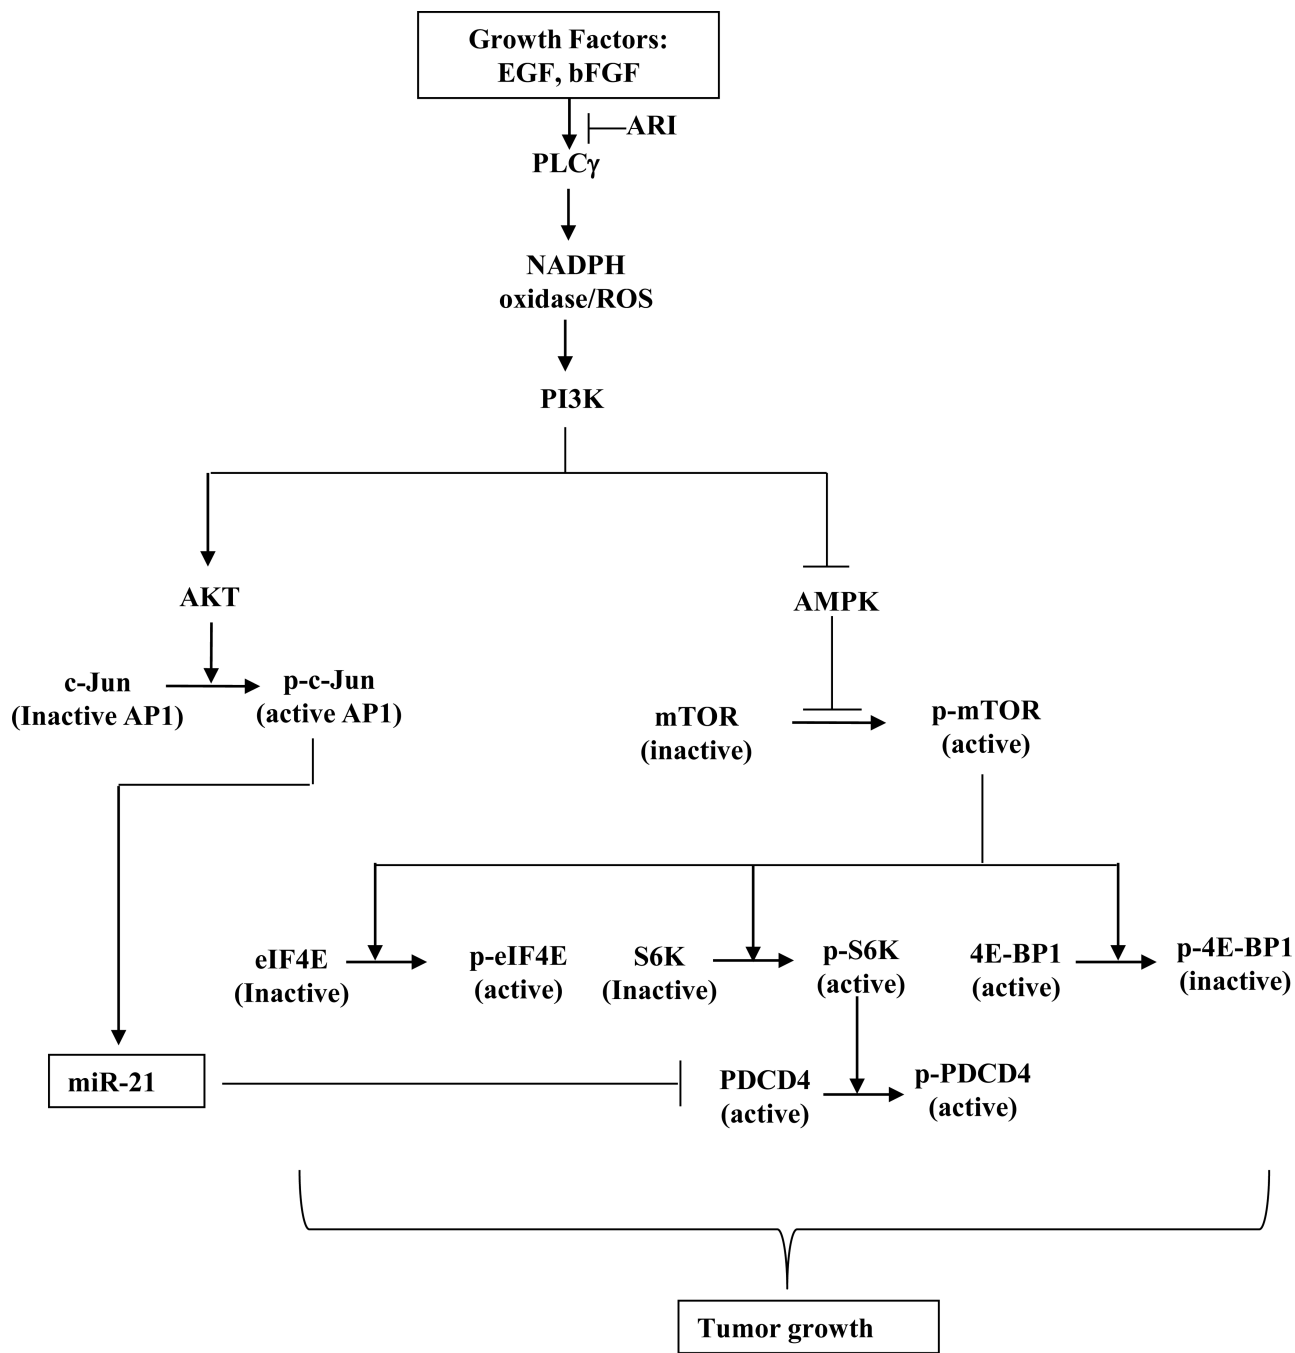 Growth Factors:
EGF, bFGF
ARI
PLCγ
NADPH
oxidase/ROS
PI3K
AKT
AMPK
c-Jun
(Inactive AP1)
p-c-Jun
(active AP1)
mTOR
(inactive)
p-mTOR
(active)
eIF4E
(Inactive)
p-eIF4E
(active)
S6K
(Inactive)
p-S6K
(active)
4E-BP1
(active)
p-4E-BP1
(inactive)
miR-21
PDCD4
(active)
p-PDCD4
(active)
Tumor growth